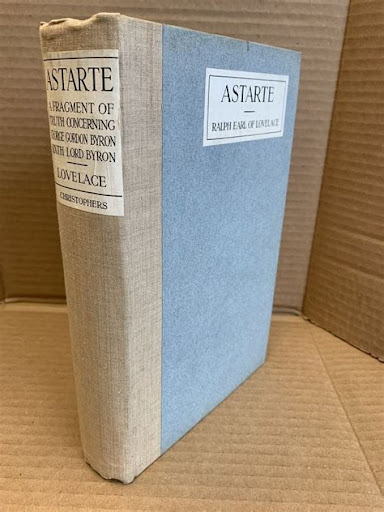 ASTARTE
A FRAGMENT OF
TRUTH CONCERNING
GEORGE GORDON BYRON
SIXTH LORD BYRON
LOVELACE
CHRISTOPHERS
ASTARTE
RALPH EARL OF LOVELACE